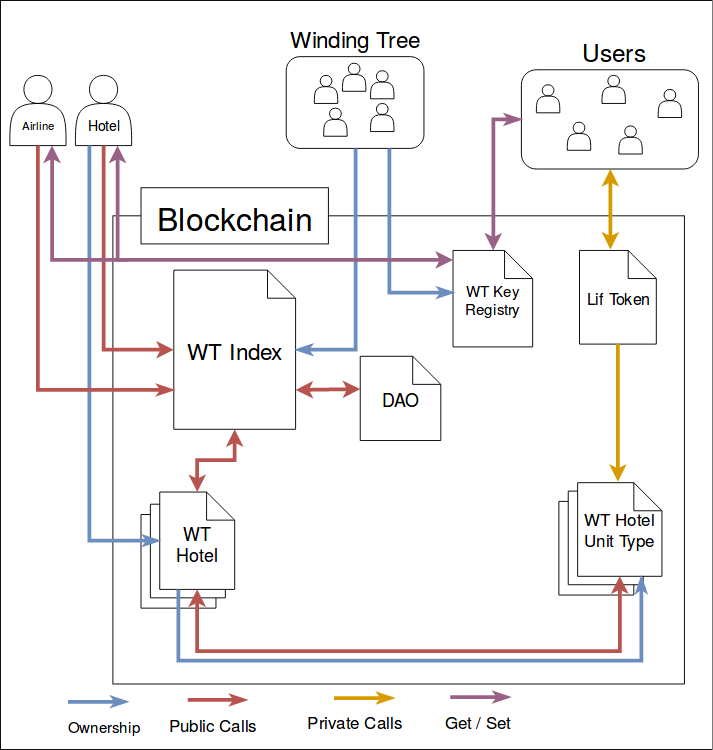 Winding Tree
Users
Airline
Hotel
Blockchain
WT Key
Registry
Lif Token
WT Index
DAO
WT
Hotel
WT Hotel
Unit Type
Ownership
Public Calls
Private Calls
Get / Set